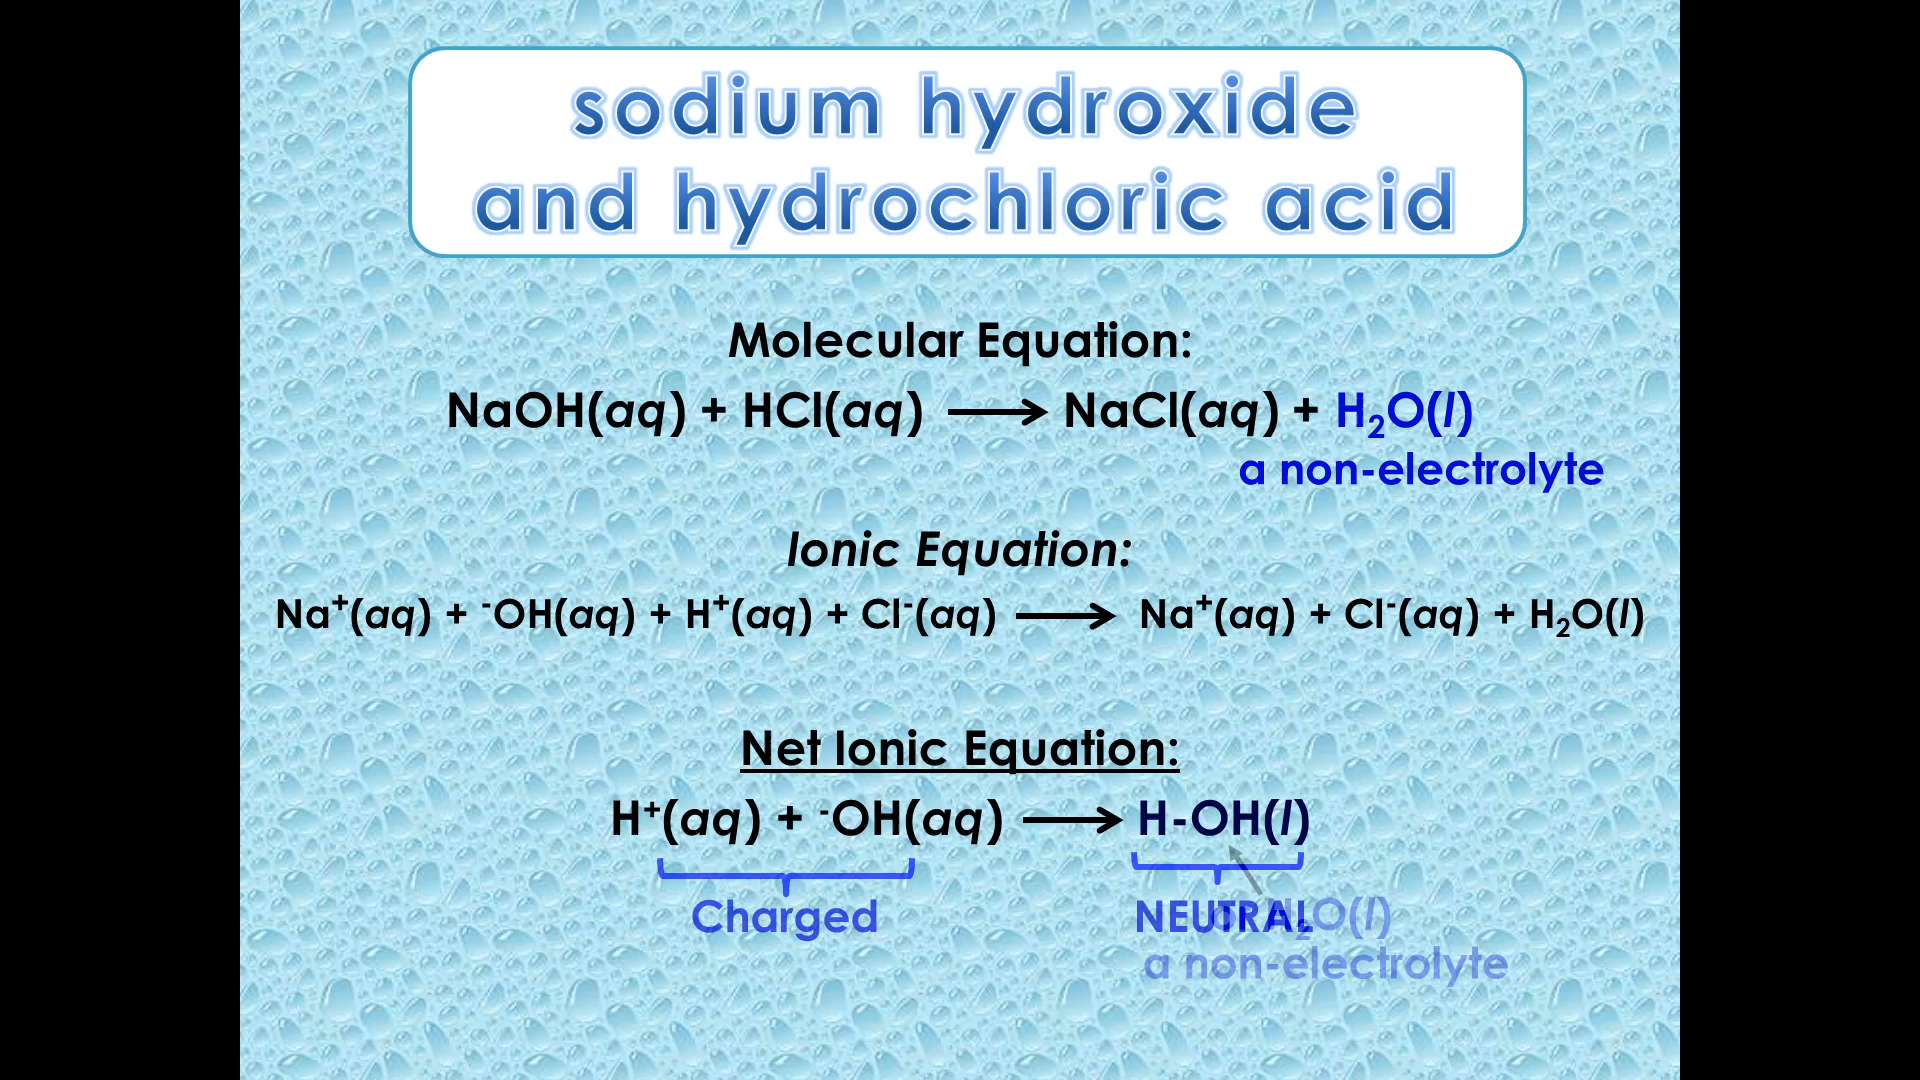 sodium hydroxide
and hydrochloric acid
Molecular Equation:
NaOH(aq) + HCl(aq) ⟶ NaCl(aq) + H₂O(l)
a non-electrolyte
Ionic Equation:
Na⁺(aq) + ⁻OH(aq) + H⁺(aq) + Cl⁻(aq) ⟶ Na⁺(aq) + Cl⁻(aq) + H₂O(l)
Net Ionic Equation:
H⁺(aq) + ⁻OH(aq) ⟶ H-OH(l)
Charged NEUTRAL
H₂O(l)
a non-electrolyte